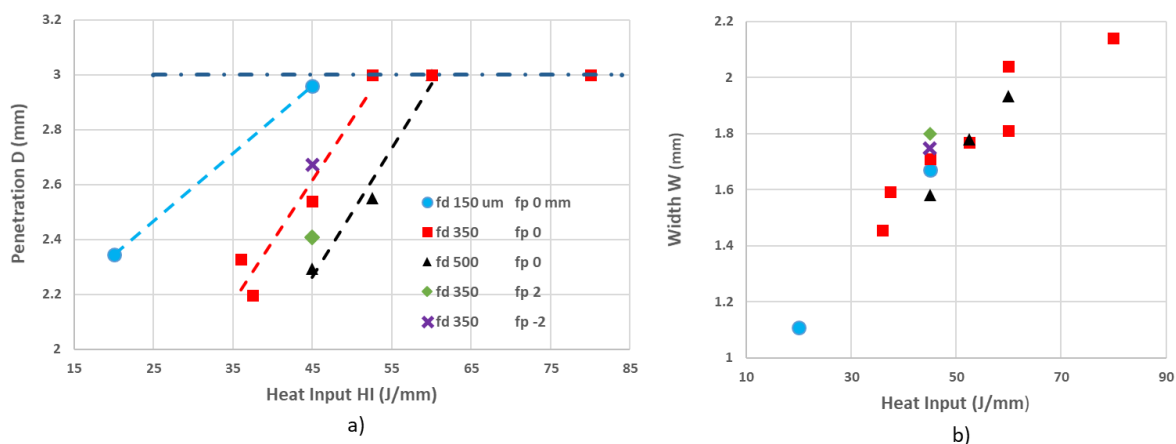 3.2
3
2.8
2.6
2.4
2.2
2
Penetration D (mm)
15 25 35 45 55 65 75 85
Heat Input HI (J/mm)
fd 150 um fp 0 mm
fd 350 fp 0
fd 500 fp 0
fd 350 fp 2
fd 350 fp -2
a)
2.2
2
1.8
1.6
1.4
1.2
1
Width W (mm)
10 30 50 70 90
Heat Input (J/mm)
b)